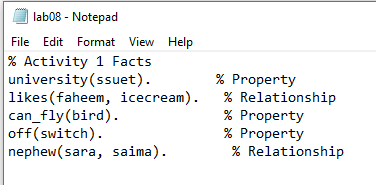 lab08 - Notepad
File Edit Format View Help
% Activity 1 Facts
university(ssuet). % Property
likes(faheem, icecream). % Relationship
can_fly(bird). % Property
off(switch). % Property
nephew(sara, saima). % Relationship